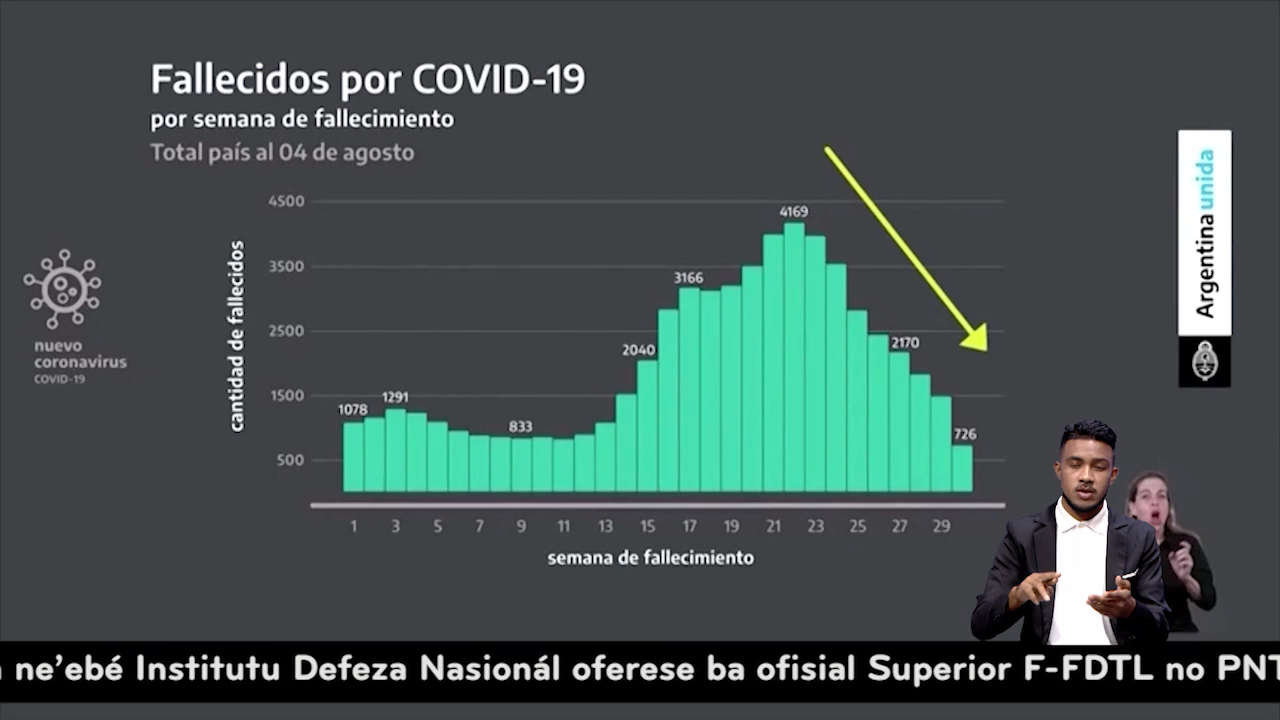 Fallecidos por COVID-19
por semana de fallecimiento
Total país al 04 de agosto
4500
3500
2500
1500
500
cantidad de fallecidos
1078
1291
833
2040
3166
4169
2170
726
1 3 5 7 9 11 13 15 17 19 21 23 25 27 29
semana de fallecimiento
nuevo
coronavirus
COVID-19
Argentina unida
ne'ebé Institutu Defeza Nasionál oferese ba ofisial Superior F-FDTL no PNT